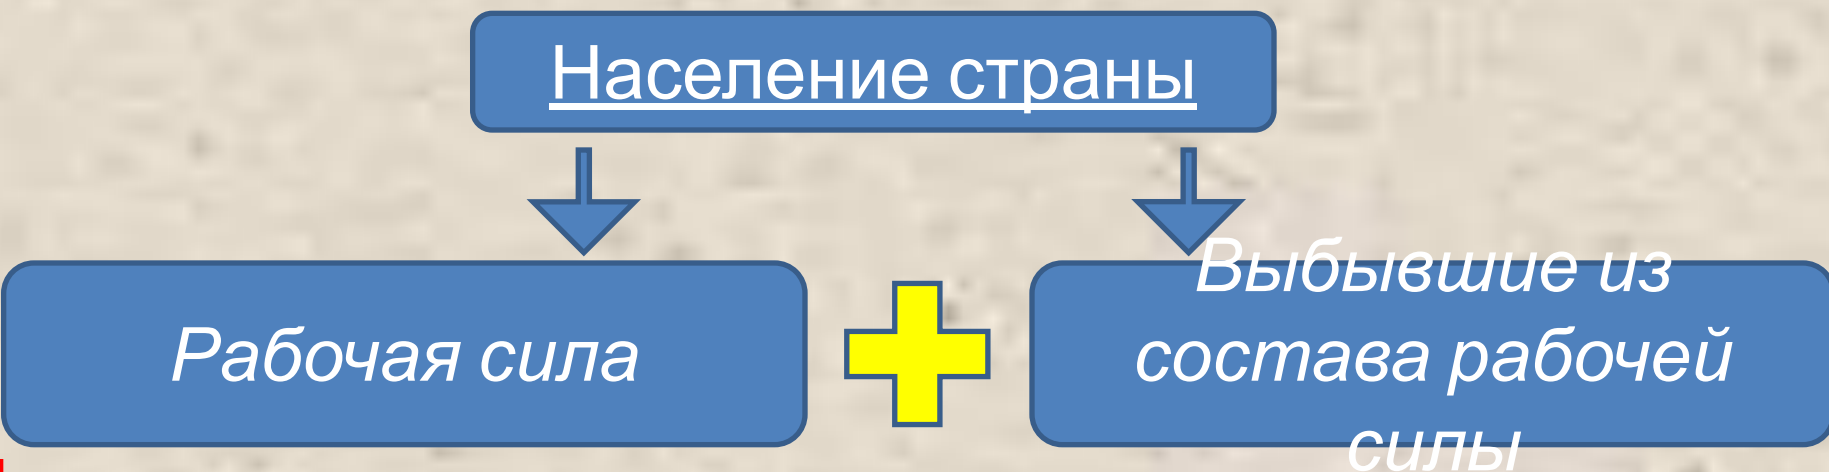 Население страны
Рабочая сила
Выбывшие из
состава рабочей
силы